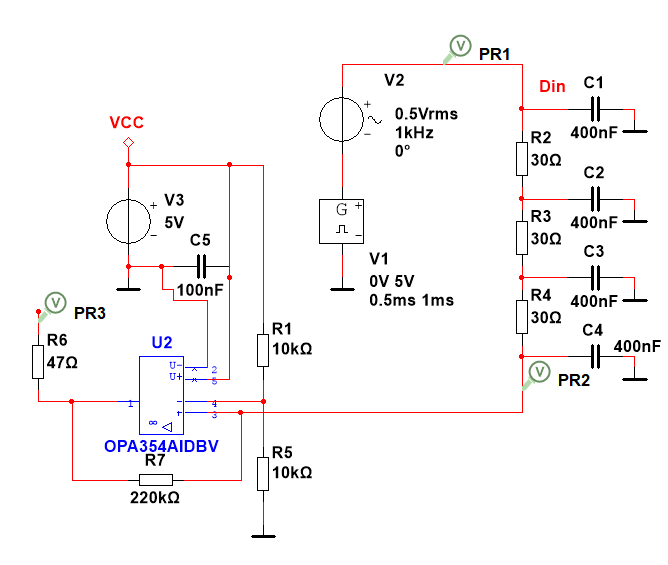 V
PR1
V2
Din
C1
0.5Vrms
1kHz
0°
400nF
VCC
R2
30Ω
C2
V3
5V
G
R3
30Ω
400nF
C5
V1
0V 5V
0.5ms 1ms
C3
100nF
R4
30Ω
400nF
V
PR3
R6
47Ω
U2
R1
10kΩ
C4
400nF
U-
2
U+
5
V
PR2
1
-
4
+
3
∞
OPA354AIDBV
R7
220kΩ
R5
10kΩ